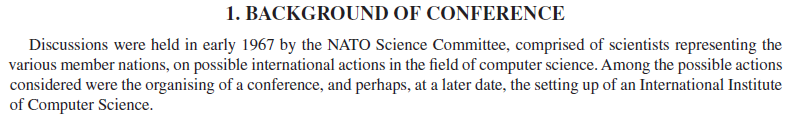 1. BACKGROUND OF CONFERENCE
Discussions were held in early 1967 by the NATO Science Committee, comprised of scientists representing the
various member nations, on possible international actions in the field of computer science. Among the possible actions
considered were the organising of a conference, and perhaps, at a later date, the setting up of an International Institute
of Computer Science.